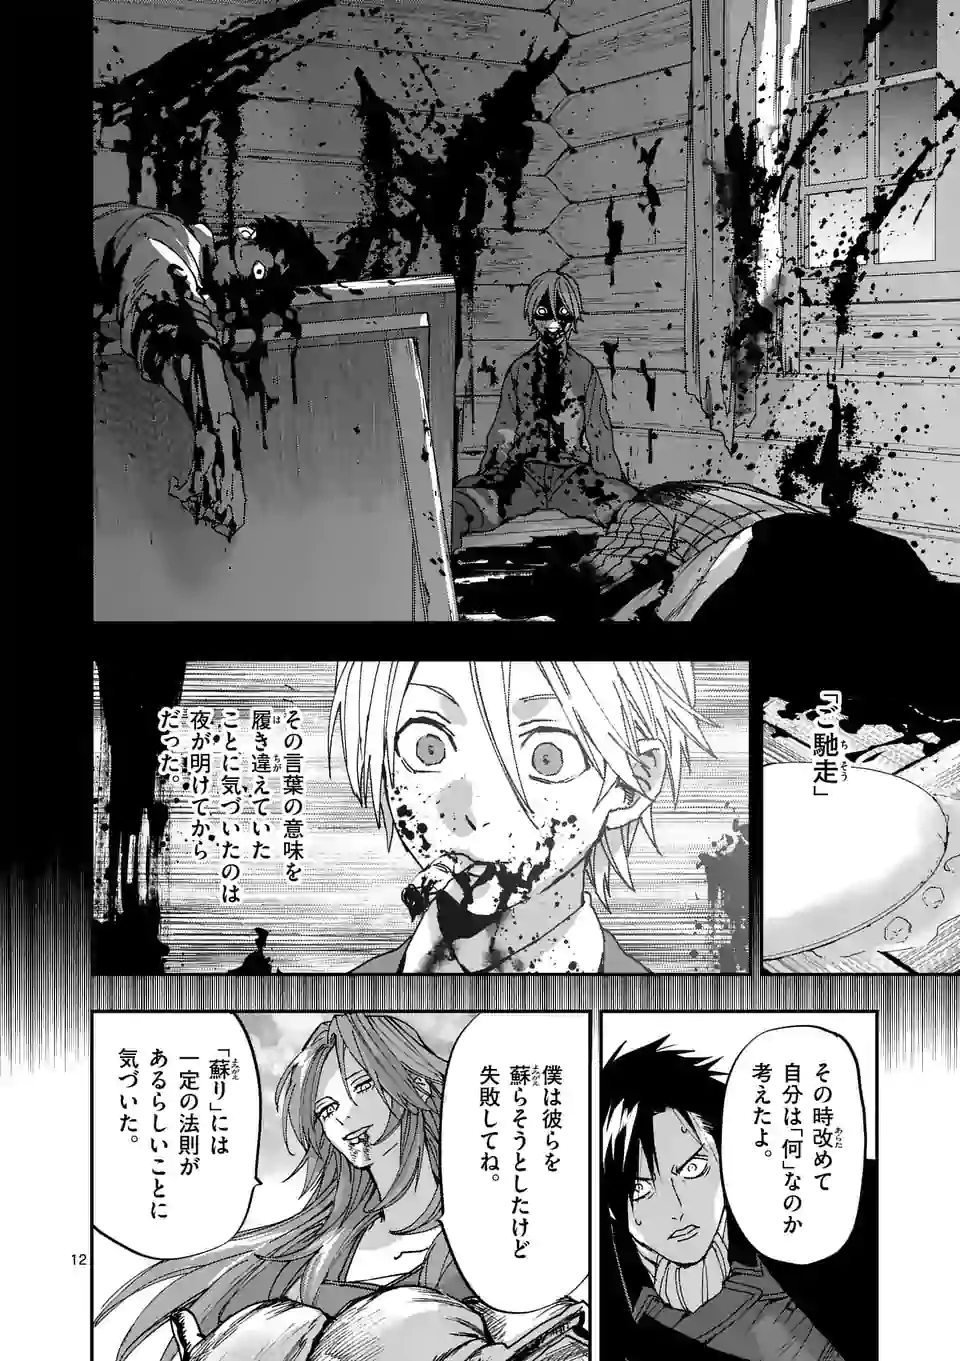 「ご馳走」
その言葉の意味を
履き違えていた
ことに気づいたのは
夜が明けてから
だった。
その時改めて
自分は「何」なのか
考えたよ。
僕は彼らを
蘇らそうとしたけど
失敗してね。
「蘇り」には
一定の法則が
あるらしいことに
気づいた。
12